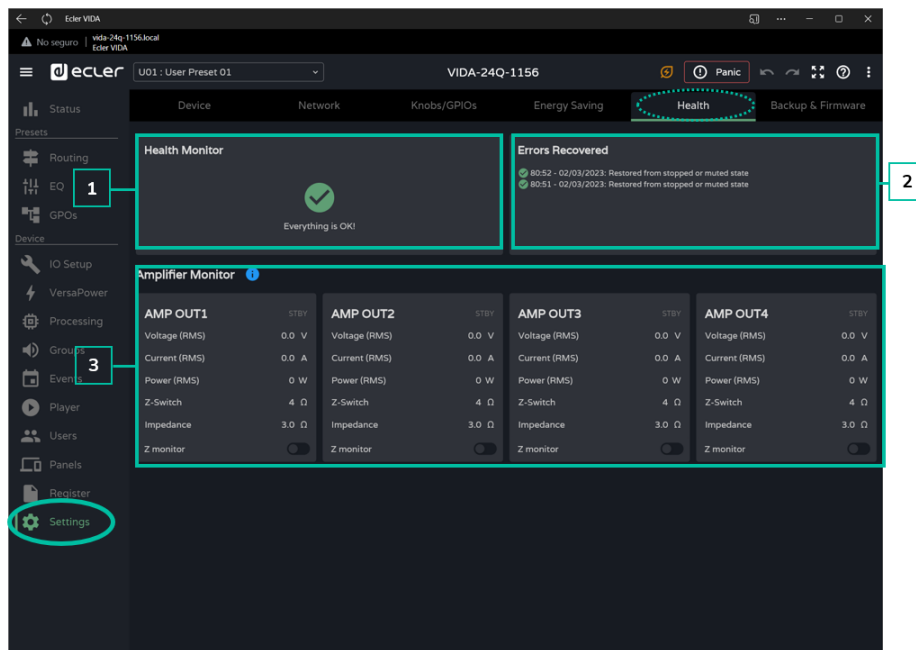 Ecler VIDA
No seguro
vida-24q-1156.local
Ecler VIDA
ecler
U01 : User Preset 01
VIDA-24Q-1156
Panic
Status
Device
Network
Knobs/GPIOs
Energy Saving
Health
Backup & Firmware
Presets
Routing
EQ
GPOs
Device
IO Setup
VersaPower
Processing
Groups
Events
Player
Users
Panels
Register
Settings
1
Health Monitor
Everything is OK!
Errors Recovered
80:52 - 02/03/2023: Restored from stopped or muted state
80:51 - 02/03/2023: Restored from stopped or muted state
2
3
Amplifier Monitor
AMP OUT1 STBY
Voltage (RMS) 0.0 V
Current (RMS) 0.0 A
Power (RMS) 0 W
Z-Switch 4 Ω
Impedance 3.0 Ω
Z monitor
AMP OUT2 STBY
Voltage (RMS) 0.0 V
Current (RMS) 0.0 A
Power (RMS) 0 W
Z-Switch 4 Ω
Impedance 3.0 Ω
Z monitor
AMP OUT3 STBY
Voltage (RMS) 0.0 V
Current (RMS) 0.0 A
Power (RMS) 0 W
Z-Switch 4 Ω
Impedance 3.0 Ω
Z monitor
AMP OUT4 STBY
Voltage (RMS) 0.0 V
Current (RMS) 0.0 A
Power (RMS) 0 W
Z-Switch 4 Ω
Impedance 3.0 Ω
Z monitor